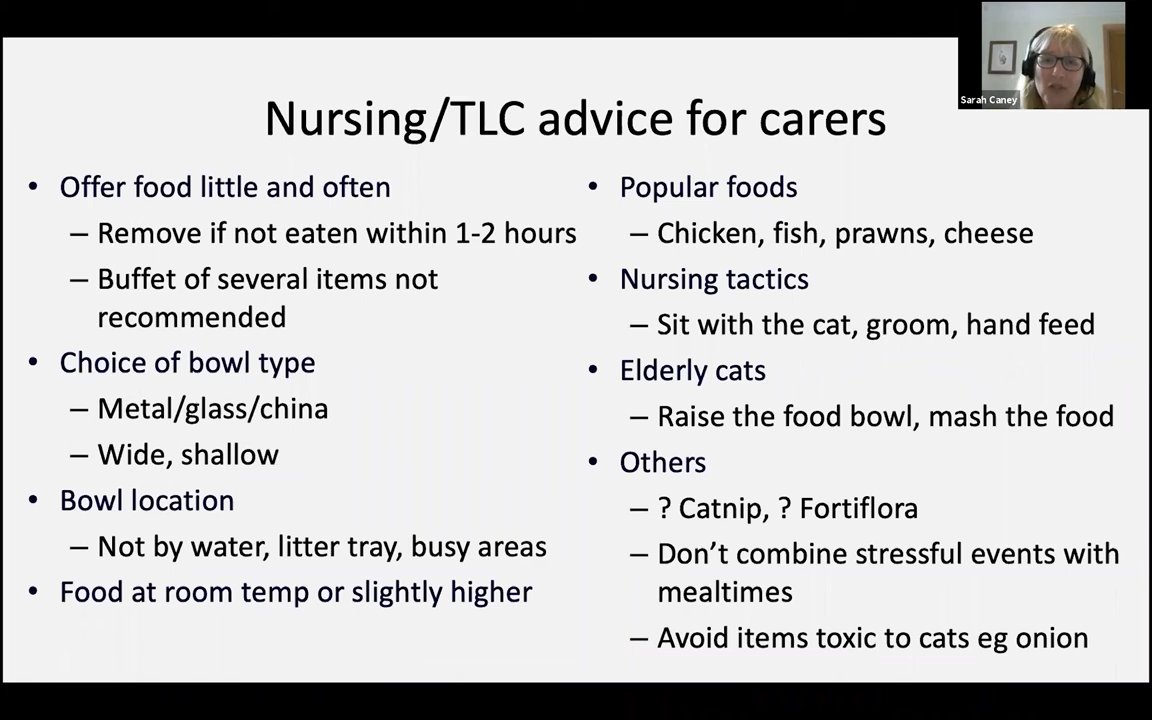 Sarah Caney
Nursing/TLC advice for carers
• Offer food little and often
– Remove if not eaten within 1-2 hours
– Buffet of several items not
recommended
• Choice of bowl type
– Metal/glass/china
– Wide, shallow
• Bowl location
– Not by water, litter tray, busy areas
• Food at room temp or slightly higher
• Popular foods
– Chicken, fish, prawns, cheese
• Nursing tactics
– Sit with the cat, groom, hand feed
• Elderly cats
– Raise the food bowl, mash the food
• Others
– ? Catnip, ? Fortiflora
– Don’t combine stressful events with
mealtimes
– Avoid items toxic to cats eg onion